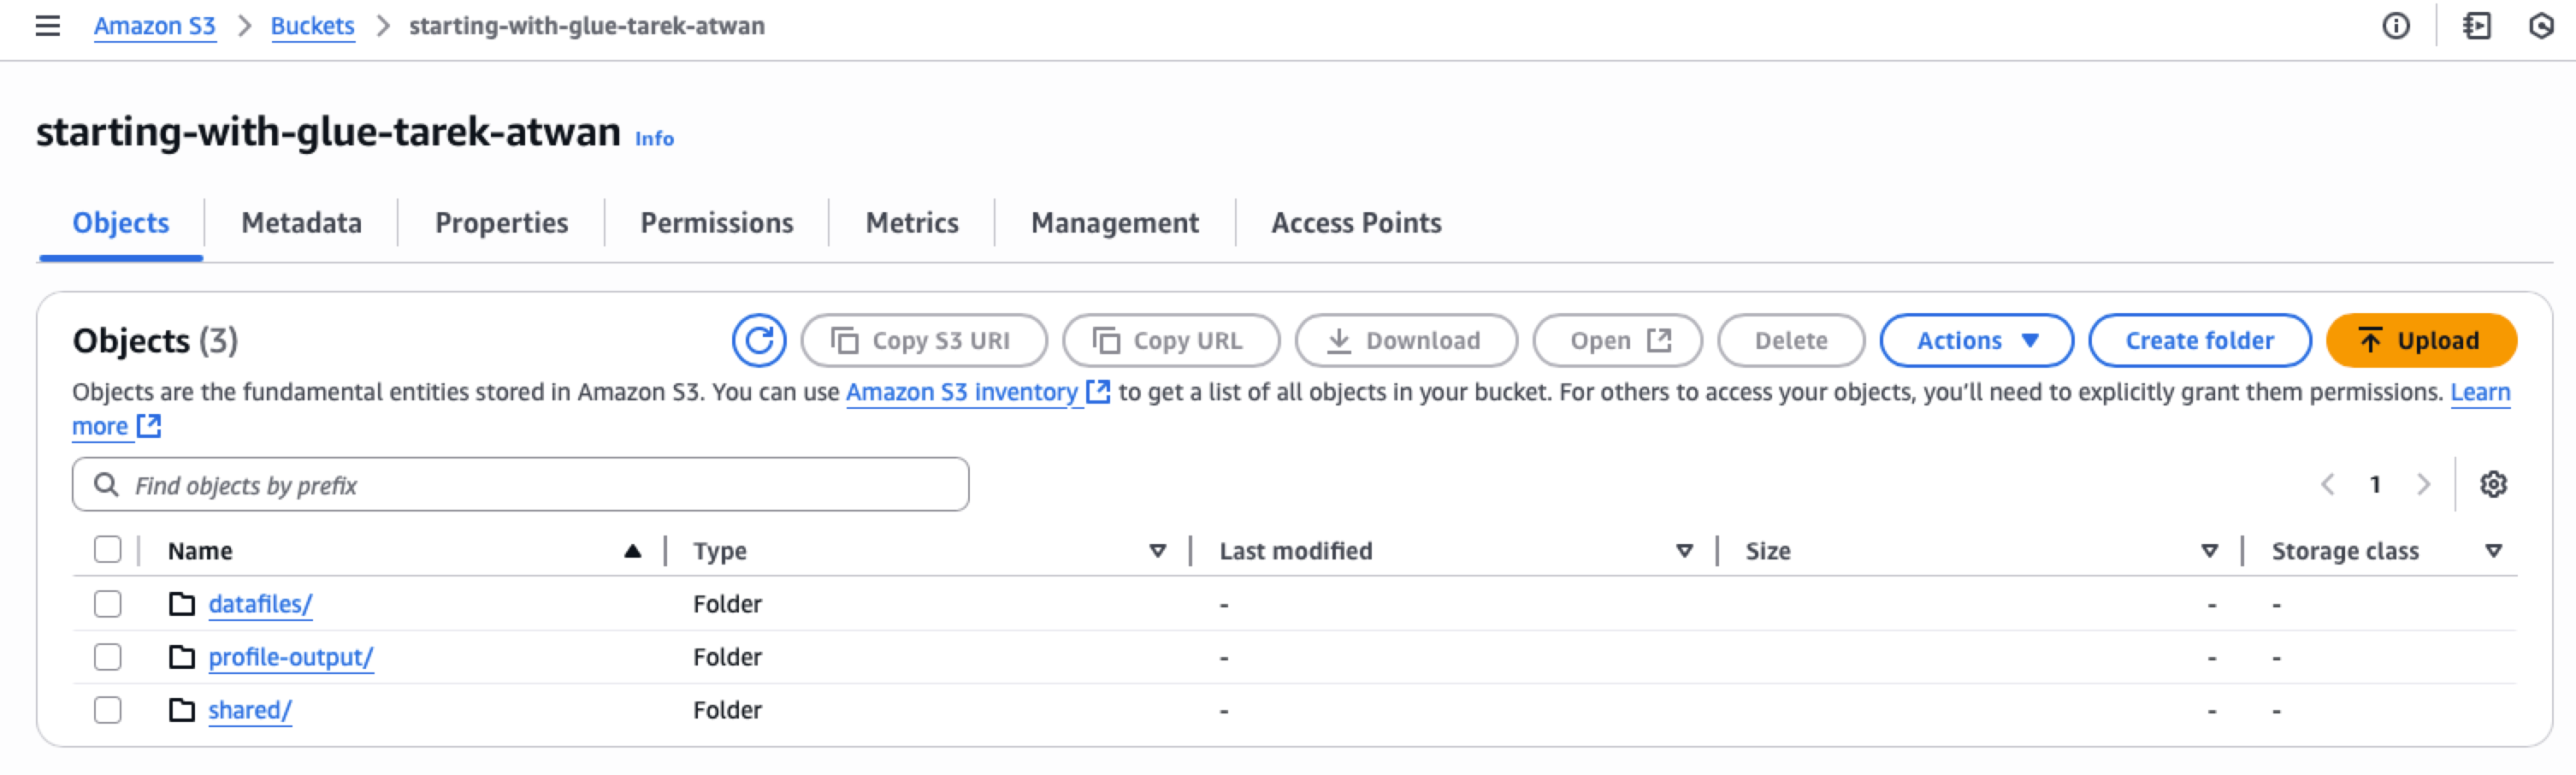 Amazon S3 > Buckets > starting-with-glue-tarek-atwan
starting-with-glue-tarek-atwan Info
Objects Metadata Properties Permissions Metrics Management Access Points
Objects (3) Copy S3 URI Copy URL Download Open Delete Actions Create folder Upload
Objects are the fundamental entities stored in Amazon S3. You can use Amazon S3 inventory to get a list of all objects in your bucket. For others to access your objects, you’ll need to explicitly grant them permissions. Learn
more
Find objects by prefix 1
Name Type Last modified Size Storage class
datafiles/ Folder - - -
profile-output/ Folder - - -
shared/ Folder - - -